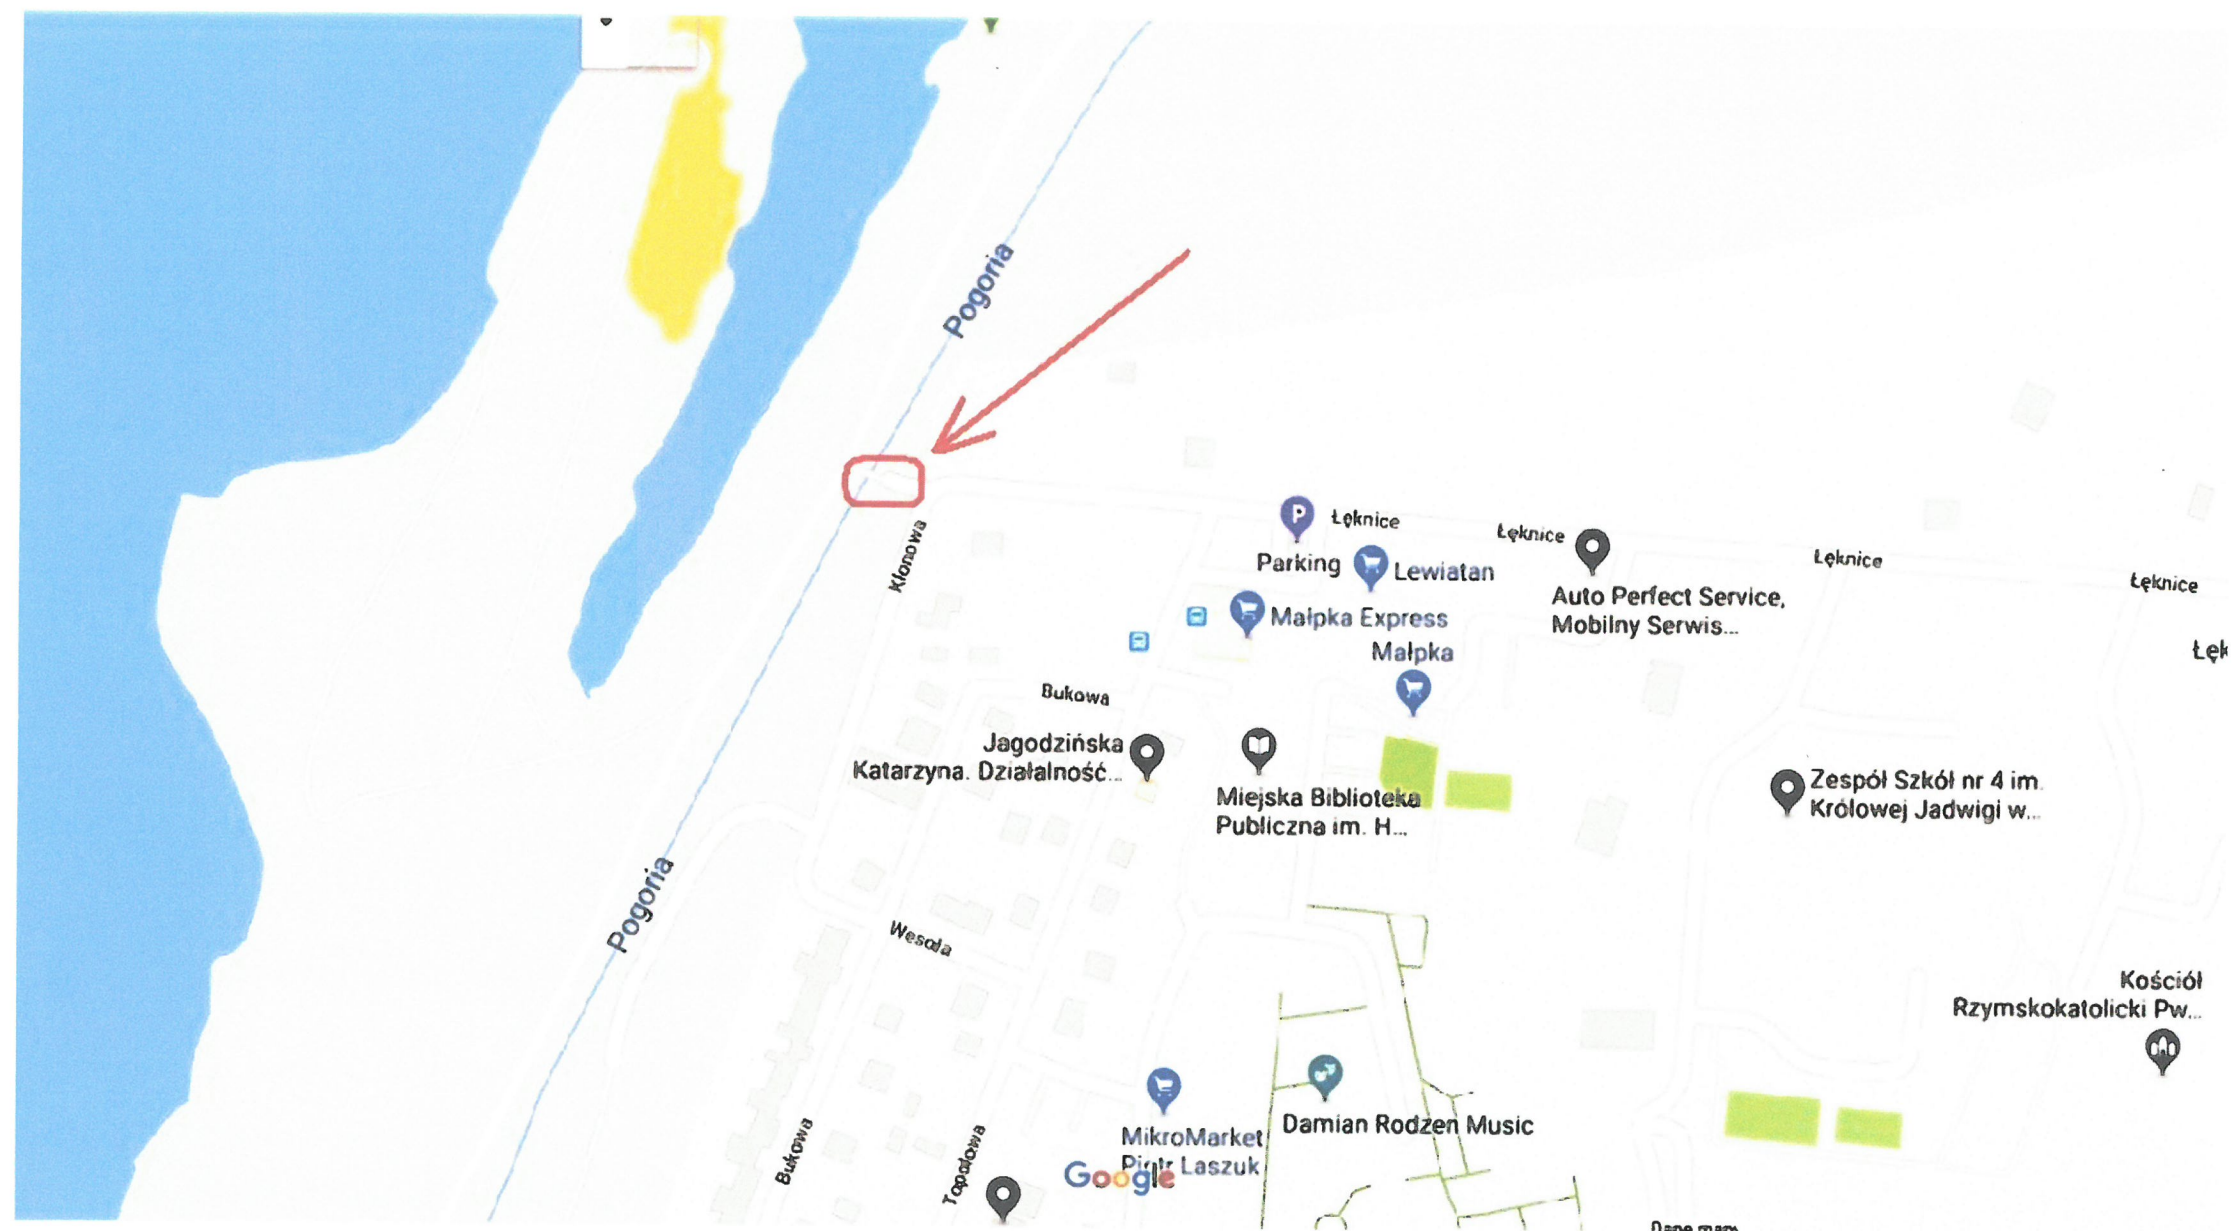 Pogoria
Łęknice
Łęknice
Łęknice
Łęknice
P
Parking
Lewiatan
Klonowa
Auto Perfect Service,
Mobilny Serwis...
Małpka Express
Małpka
Bukowa
Jagodzińska
Katarzyna. Działalność...
Miejska Biblioteka
Publiczna im. H...
Zespół Szkół nr 4 im.
Królowej Jadwigi w...
Pogoria
Wesoła
Kościół
Rzymskokatolicki Pw...
Damian Rodzen Music
MikroMarket
Piotr Laszuk
Google
Bukowa
Topolowa